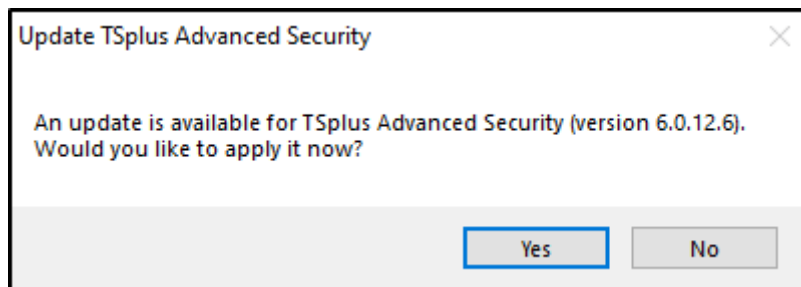 Update TSplus Advanced Security
An update is available for TSplus Advanced Security (version 6.0.12.6).
Would you like to apply it now?
Yes No